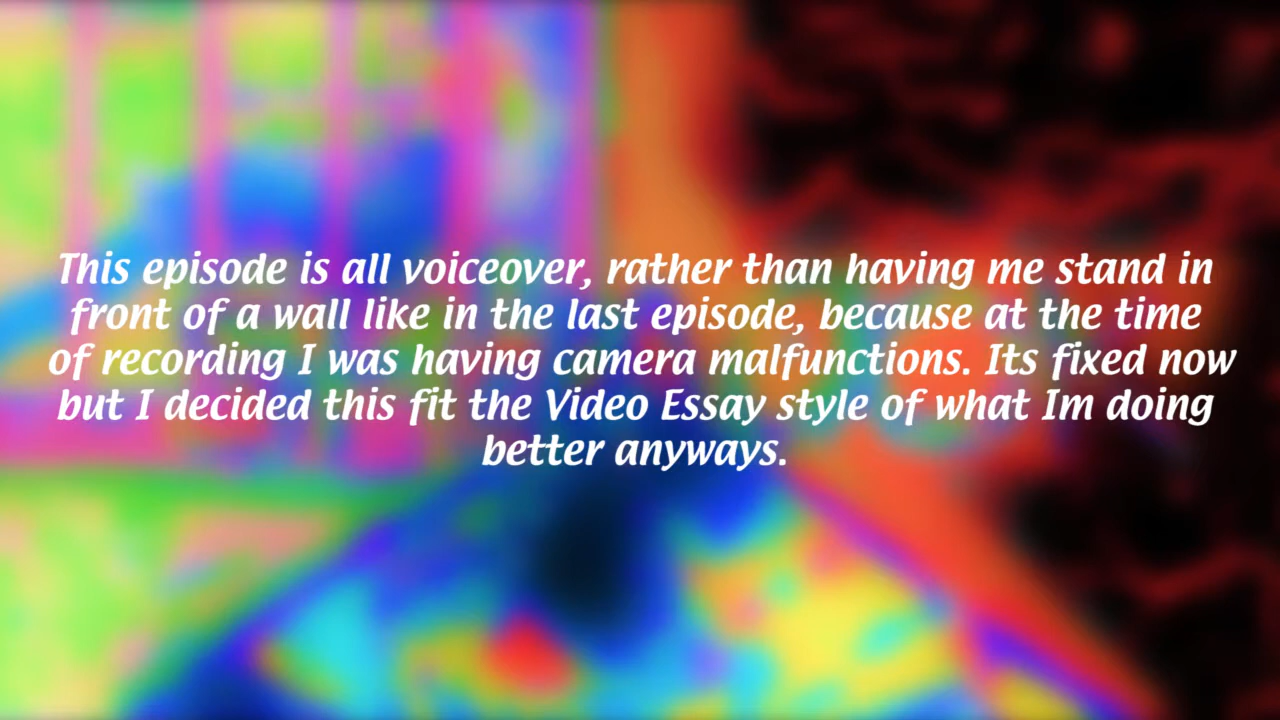 This episode is all voiceover, rather than having me stand in
front of a wall like in the last episode, because at the time
of recording I was having camera malfunctions. Its fixed now
but I decided this fit the Video Essay style of what Im doing
better anyways.